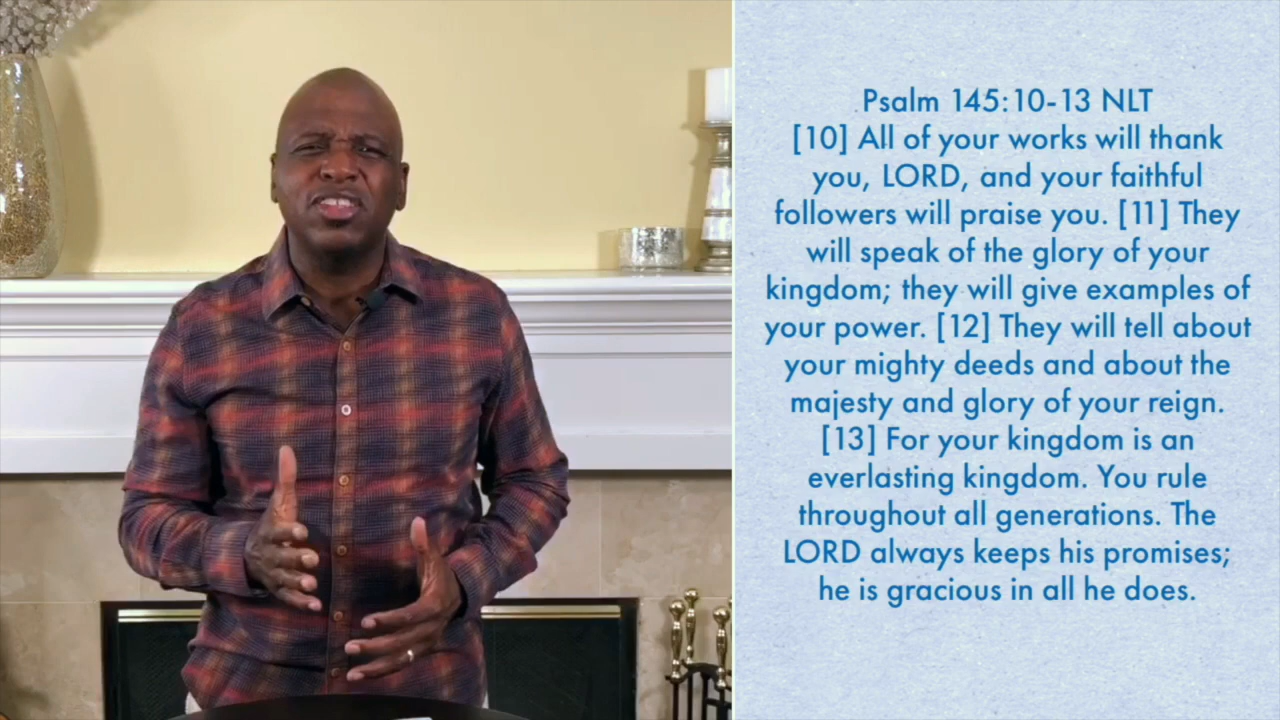 Psalm 145:10-13 NLT
[10] All of your works will thank
you, LORD, and your faithful
followers will praise you. [11] They
will speak of the glory of your
kingdom; they will give examples of
your power. [12] They will tell about
your mighty deeds and about the
majesty and glory of your reign.
[13] For your kingdom is an
everlasting kingdom. You rule
throughout all generations. The
LORD always keeps his promises;
he is gracious in all he does.